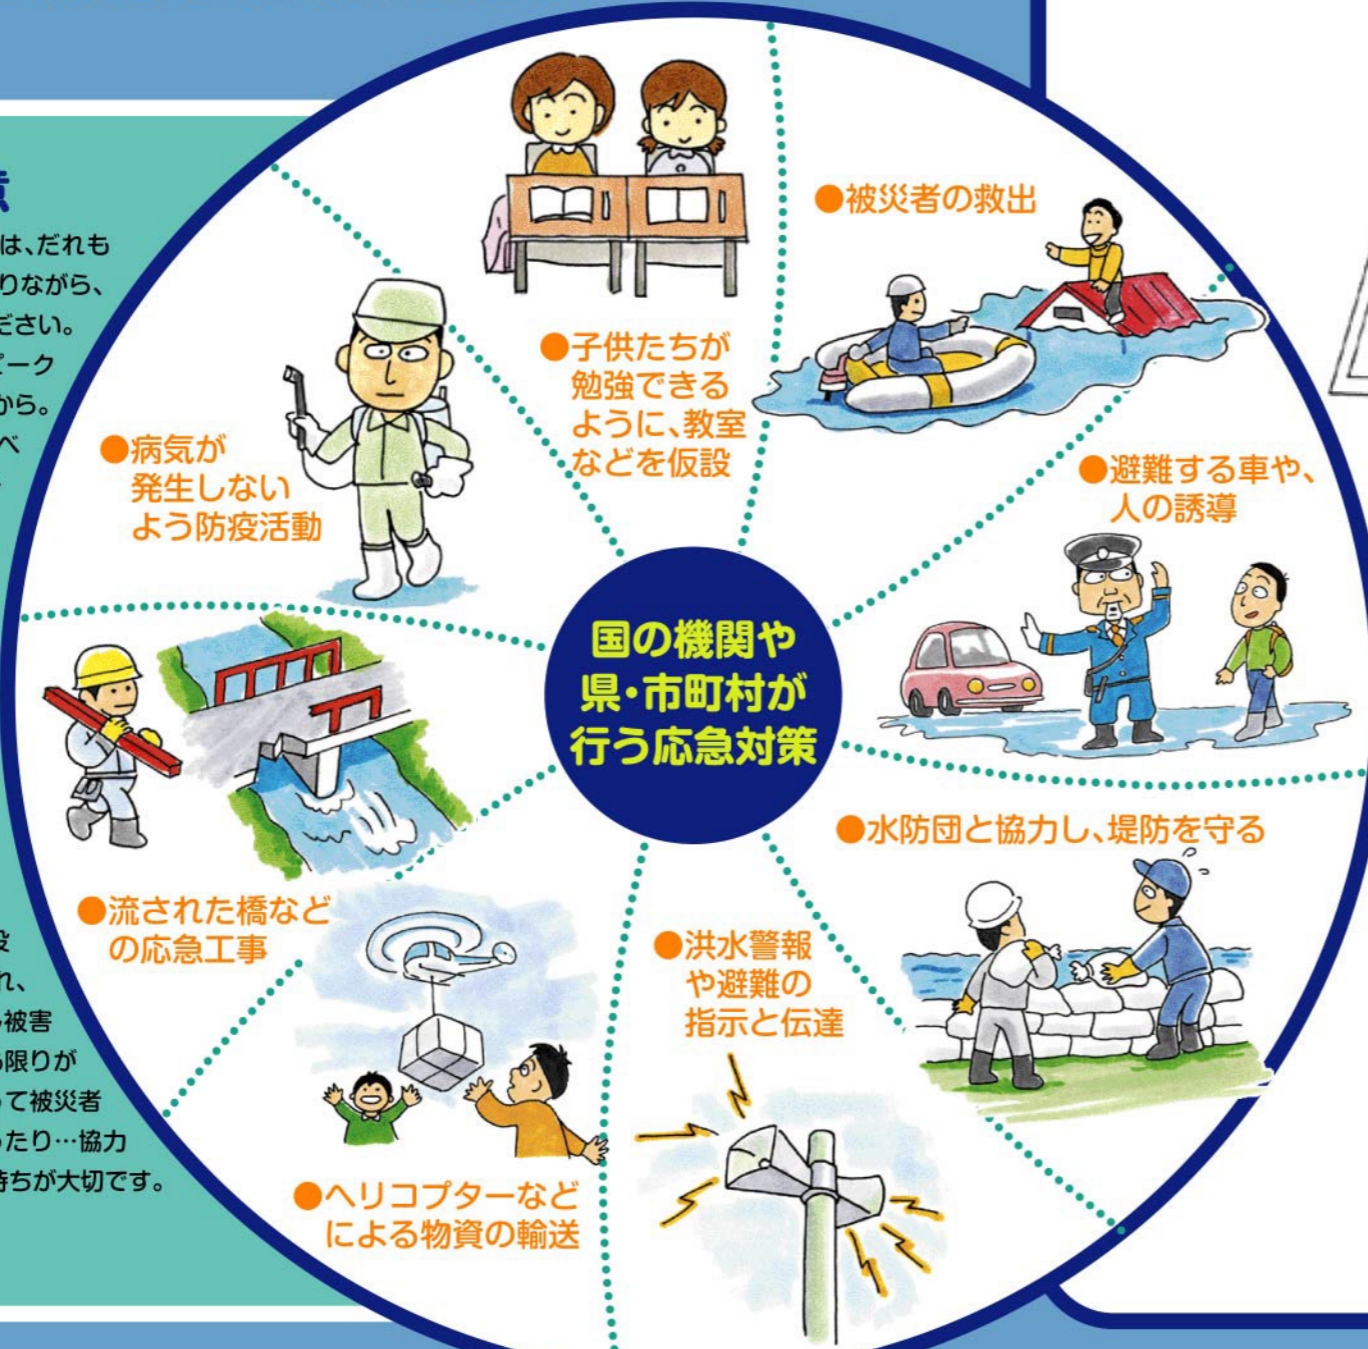 は、だれも
りながら、
ださい。
ピーク
から。
べ
れ、
被害
限りが
て被災者
たり…協力
持ちが大切です。
●被災者の救出
●子供たちが
勉強できる
ように、教室
などを仮設
●病気が
発生しない
よう防疫活動
●避難する車や、
人の誘導
国の機関や
県・市町村が
行う応急対策
●水防団と協力し、堤防を守る
●流された橋など
の応急工事
●洪水警報
や避難の
指示と伝達
●ヘリコプターなど
による物資の輸送